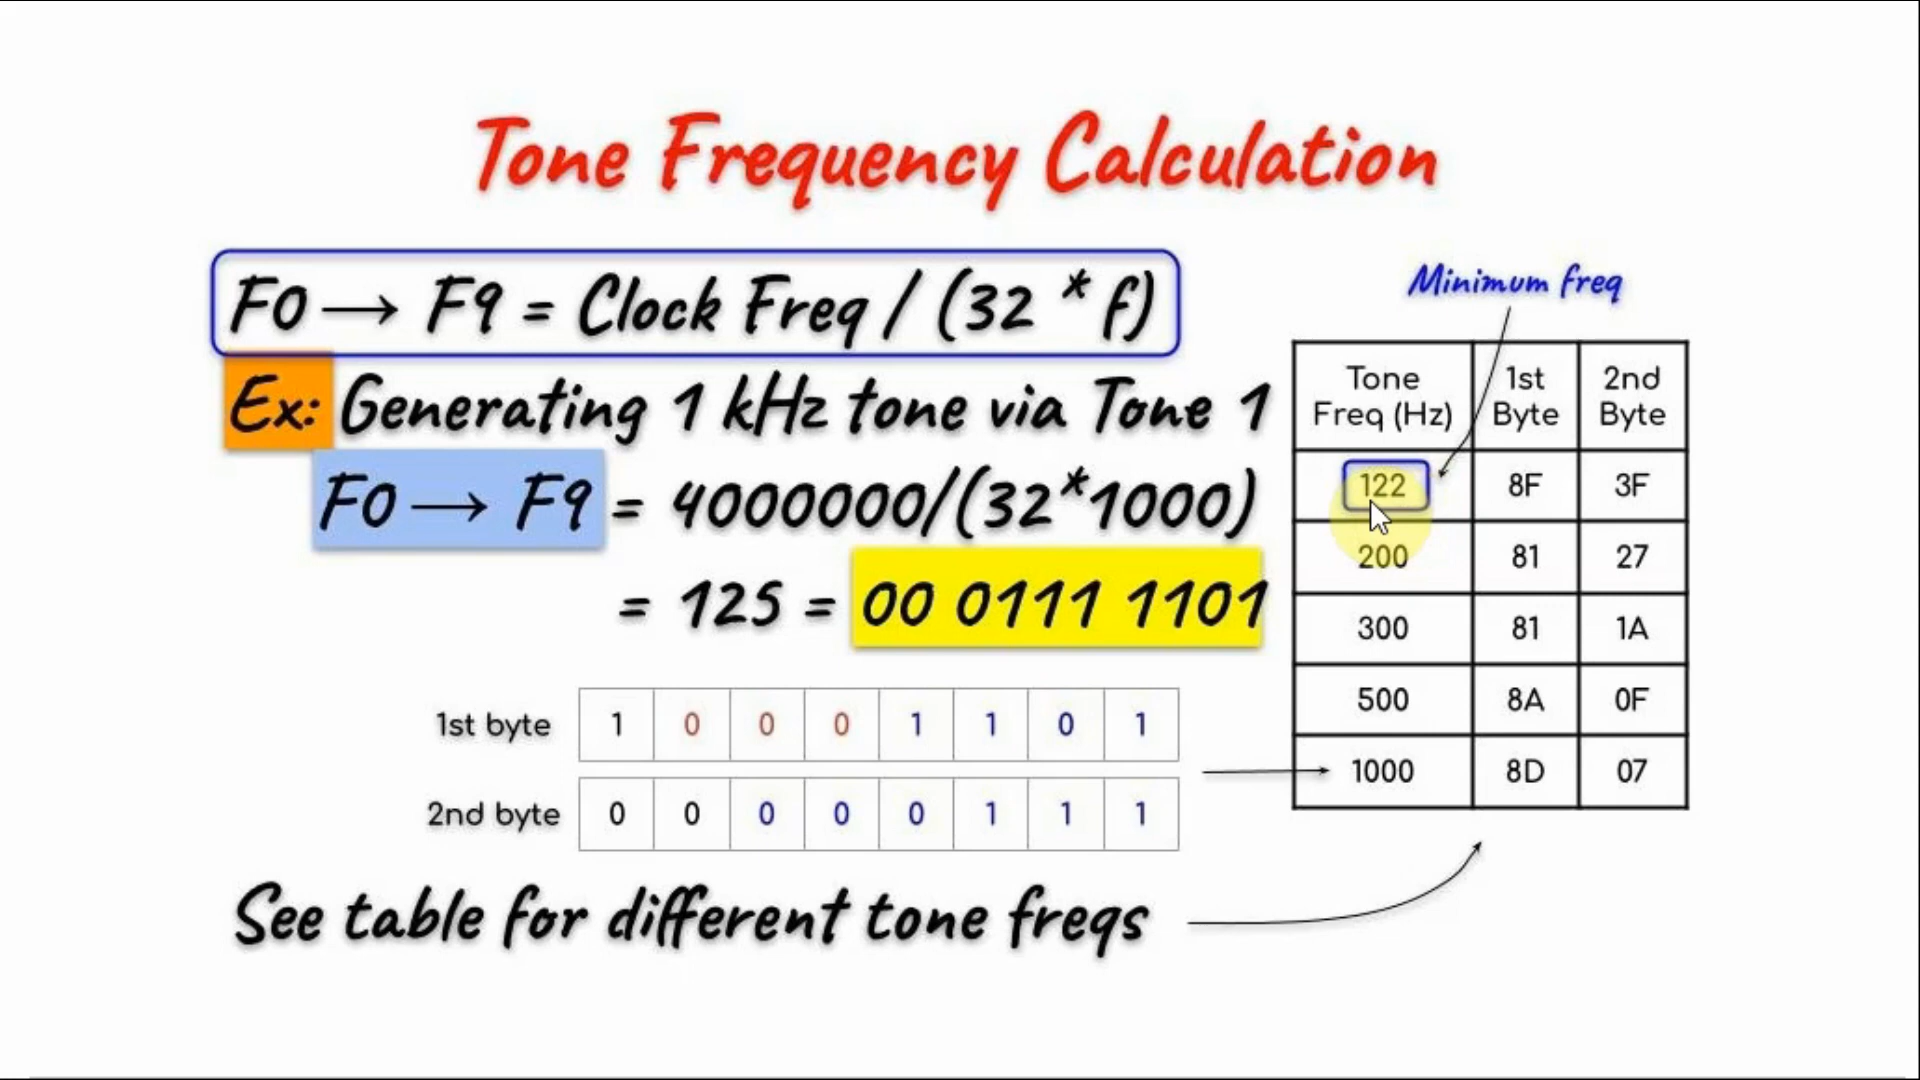 Tone Frequency Calculation
F0 → F9 = Clock Freq / (32 * f)
Ex: Generating 1 kHz tone via Tone 1
F0 → F9 = 4000000/(32*1000)
= 125 = 00 0111 1101
1st byte 1 0 0 0 1 1 0 1
2nd byte 0 0 0 0 0 1 1 1
See table for different tone freqs
Minimum freq
Tone Freq (Hz) 1st Byte 2nd Byte
122 8F 3F
200 81 27
300 81 1A
500 8A 0F
1000 8D 07